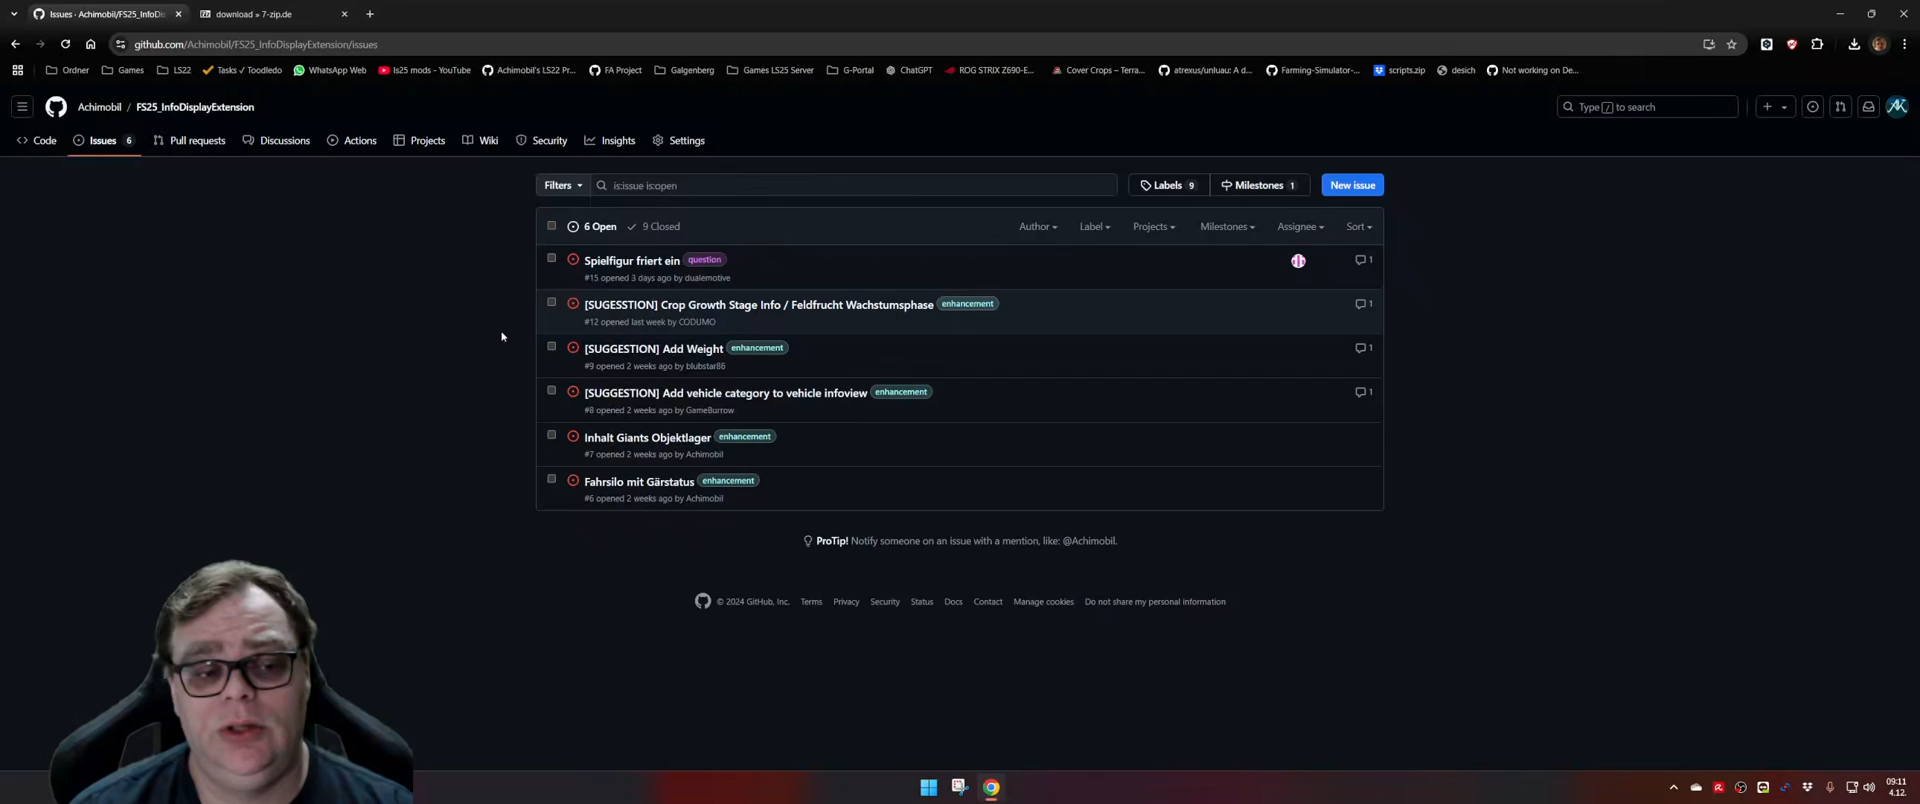 Issues · Achimobil/FS25_InfoDis
download » 7-zip.de
github.com/Achimobil/FS25_InfoDisplayExtension/issues
Ordner Games LS22 Tasks ✓ Toodledo WhatsApp Web ls25 mods - YouTube Achimobil's LS22 Pr... FA Project Galgenberg Games LS25 Server G-Portal ChatGPT ROG STRIX Z690-E... Cover Crops – Terra... atrexus/unluau: A d... Farming-Simulator-... scripts.zip desich Not working on De...
Achimobil / FS25_InfoDisplayExtension
Type / to search
Code Issues 6 Pull requests Discussions Actions Projects Wiki Security Insights Settings
Filters is:issue is:open Labels 9 Milestones 1 New issue
6 Open 9 Closed Author Label Projects Milestones Assignee Sort
Spielfigur friert ein question 1
#15 opened 3 days ago by dualemotive
[SUGESSTION] Crop Growth Stage Info / Feldfrucht Wachstumsphase enhancement 1
#12 opened last week by CODUMO
[SUGGESTION] Add Weight enhancement 1
#9 opened 2 weeks ago by blubstar86
[SUGGESTION] Add vehicle category to vehicle infoview enhancement 1
#8 opened 2 weeks ago by GameBurrow
Inhalt Giants Objektlager enhancement
#7 opened 2 weeks ago by Achimobil
Fahrsilo mit Gärstatus enhancement
#6 opened 2 weeks ago by Achimobil
ProTip! Notify someone on an issue with a mention, like: @Achimobil.
© 2024 GitHub, Inc. Terms Privacy Security Status Docs Contact Manage cookies Do not share my personal information
09:11
4.12.